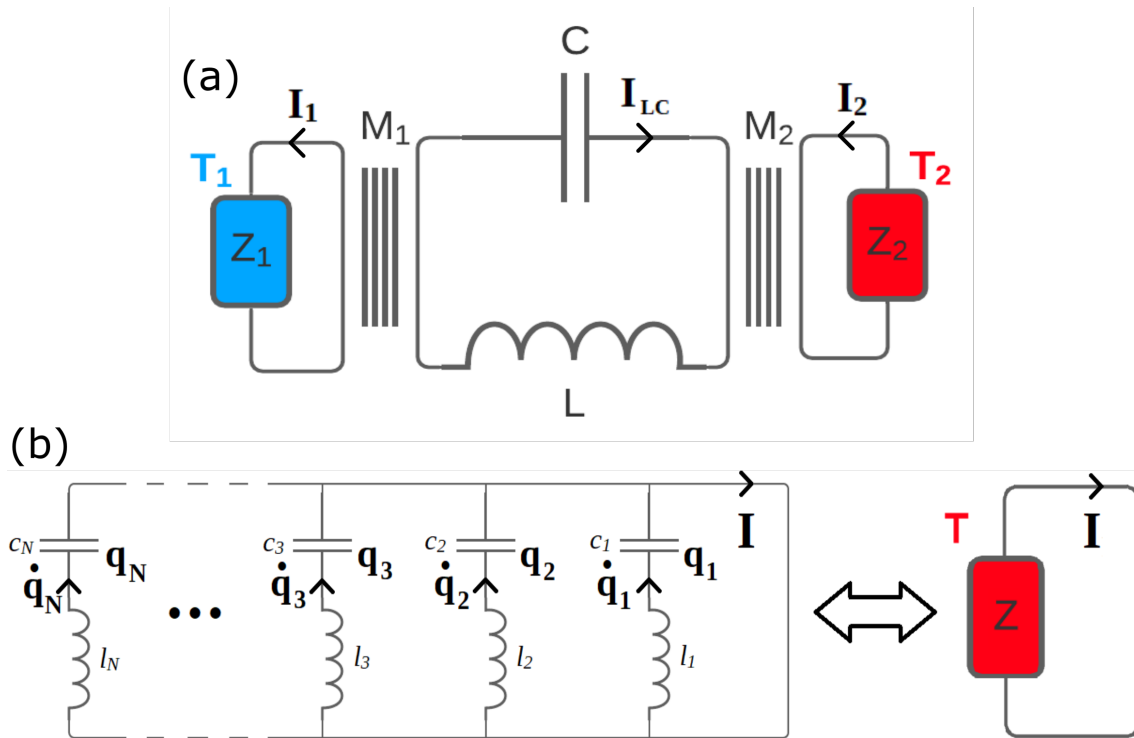 (a)
C
I₁
M₁
I_LC
M₂
I₂
T₁
T₂
Z₁
Z₂
L
(b)
I
T
I
c_N
q_N
c₃
q₃
c₂
q₂
c₁
q₁
q̇_N
q̇₃
q̇₂
q̇₁
•••
l_N
l₃
l₂
l₁
Z